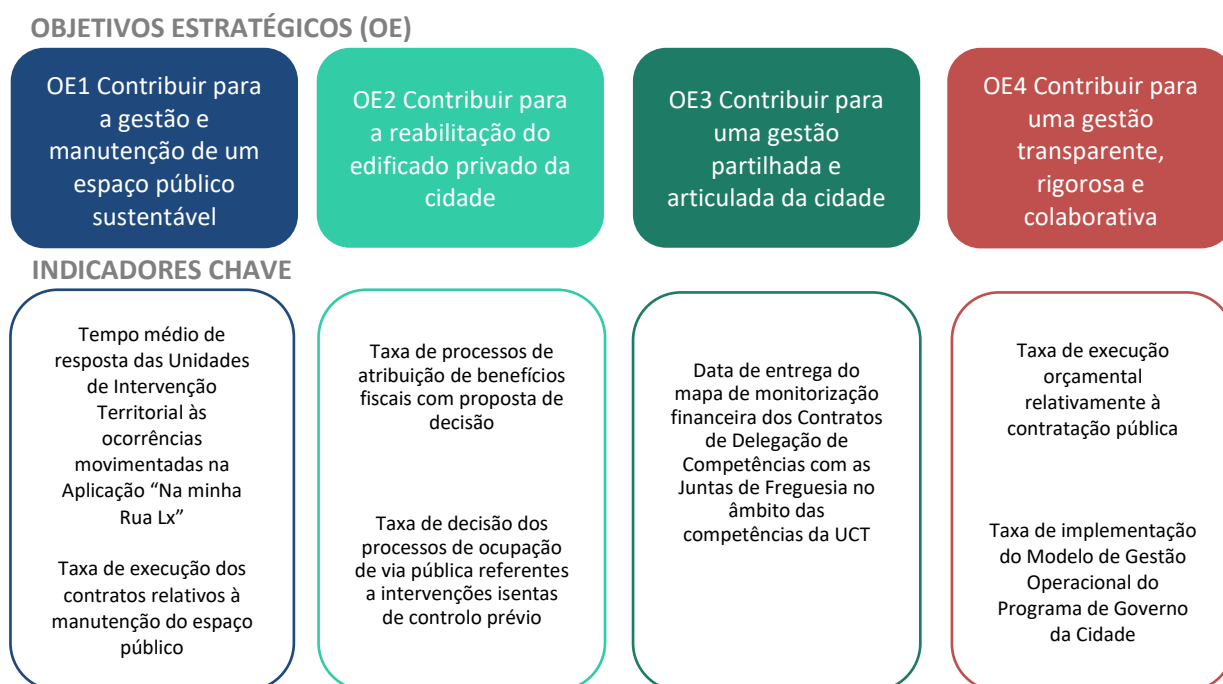 OBJETIVOS ESTRATÉGICOS (OE)
OE1 Contribuir para
a gestão e
manutenção de um
espaço público
sustentável
OE2 Contribuir para
a reabilitação do
edificado privado da
cidade
OE3 Contribuir para
uma gestão
partilhada e
articulada da cidade
OE4 Contribuir para
uma gestão
transparente,
rigorosa e
colaborativa
INDICADORES CHAVE
Tempo médio de
resposta das Unidades
de Intervenção
Territorial às
ocorrências
movimentadas na
Aplicação “Na minha
Rua Lx”
Taxa de execução dos
contratos relativos à
manutenção do espaço
público
Taxa de processos de
atribuição de benefícios
fiscais com proposta de
decisão
Taxa de decisão dos
processos de ocupação
de via pública referentes
a intervenções isentas
de controlo prévio
Data de entrega do
mapa de monitorização
financeira dos Contratos
de Delegação de
Competências com as
Juntas de Freguesia no
âmbito das
competências da UCT
Taxa de execução
orçamental
relativamente à
contratação pública
Taxa de implementação
do Modelo de Gestão
Operacional do
Programa de Governo
da Cidade